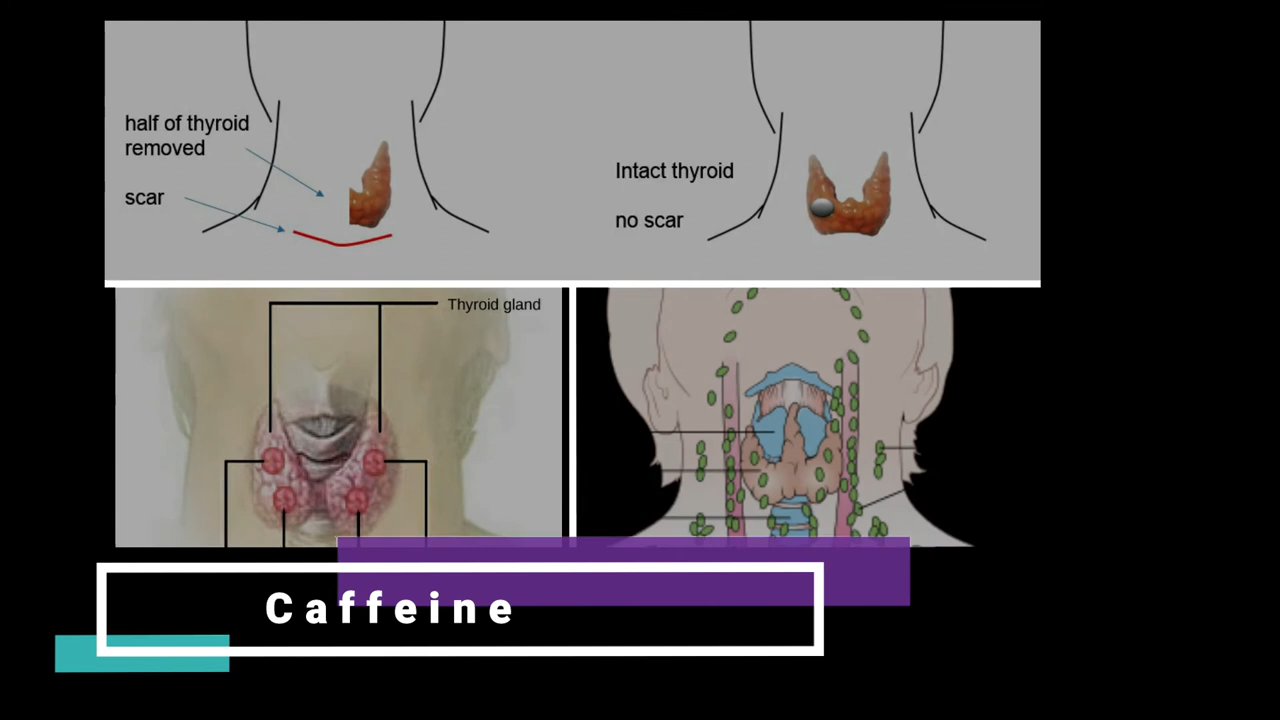 half of thyroid
removed
scar
Intact thyroid
no scar
Thyroid gland
Caffeine